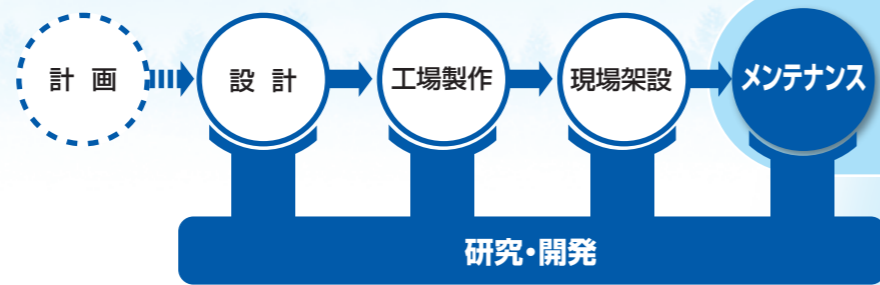 計 画
設 計
工場製作
現場架設
メンテナンス
研究・開発